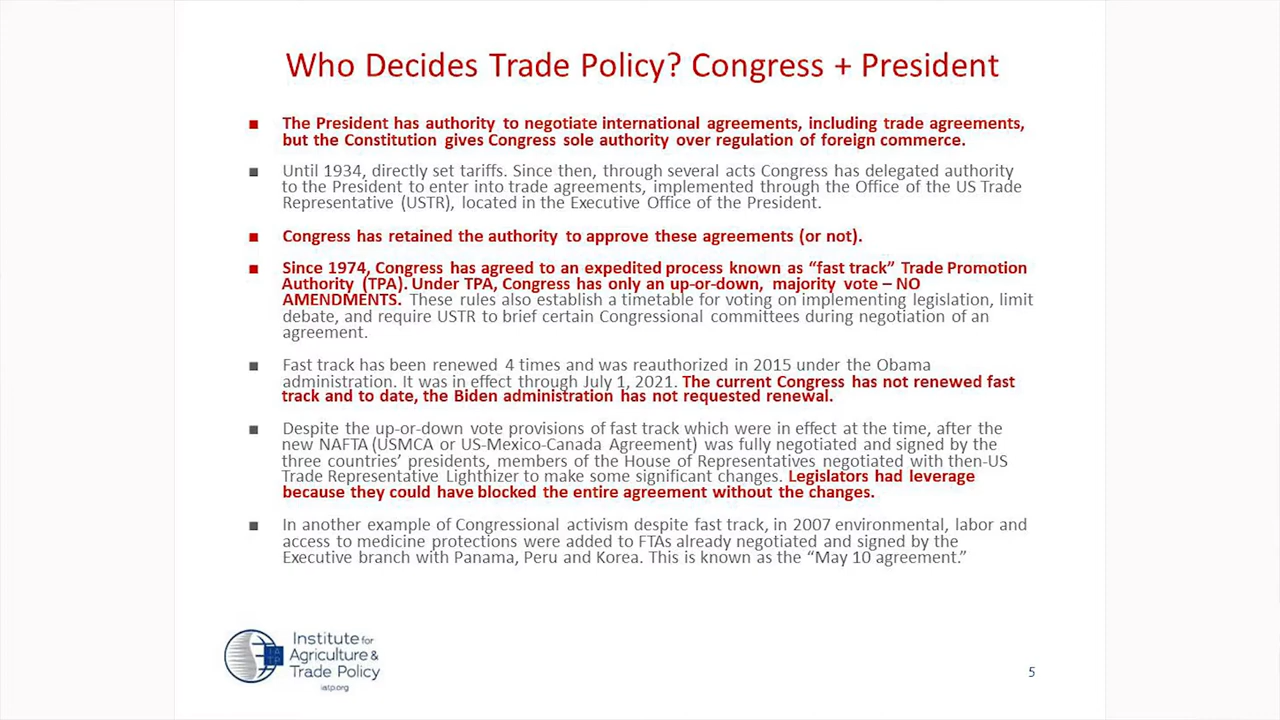 Who Decides Trade Policy? Congress + President
■ The President has authority to negotiate international agreements, including trade agreements,
but the Constitution gives Congress sole authority over regulation of foreign commerce.
■ Until 1934, directly set tariffs. Since then, through several acts Congress has delegated authority
to the President to enter into trade agreements, implemented through the Office of the US Trade
Representative (USTR), located in the Executive Office of the President.
■ Congress has retained the authority to approve these agreements (or not).
■ Since 1974, Congress has agreed to an expedited process known as “fast track” Trade Promotion
Authority (TPA). Under TPA, Congress has only an up-or-down, majority vote – NO
AMENDMENTS. These rules also establish a timetable for voting on implementing legislation, limit
debate, and require USTR to brief certain Congressional committees during negotiation of an
agreement.
■ Fast track has been renewed 4 times and was reauthorized in 2015 under the Obama
administration. It was in effect through July 1, 2021. The current Congress has not renewed fast
track and to date, the Biden administration has not requested renewal.
■ Despite the up-or-down vote provisions of fast track which were in effect at the time, after the
new NAFTA (USMCA or US-Mexico-Canada Agreement) was fully negotiated and signed by the
three countries’ presidents, members of the House of Representatives negotiated with then-US
Trade Representative Lighthizer to make some significant changes. Legislators had leverage
because they could have blocked the entire agreement without the changes.
■ In another example of Congressional activism despite fast track, in 2007 environmental, labor and
access to medicine protections were added to FTAs already negotiated and signed by the
Executive branch with Panama, Peru and Korea. This is known as the “May 10 agreement.”
IA
TP
Institute for
Agriculture &
Trade Policy
iatp.org
5